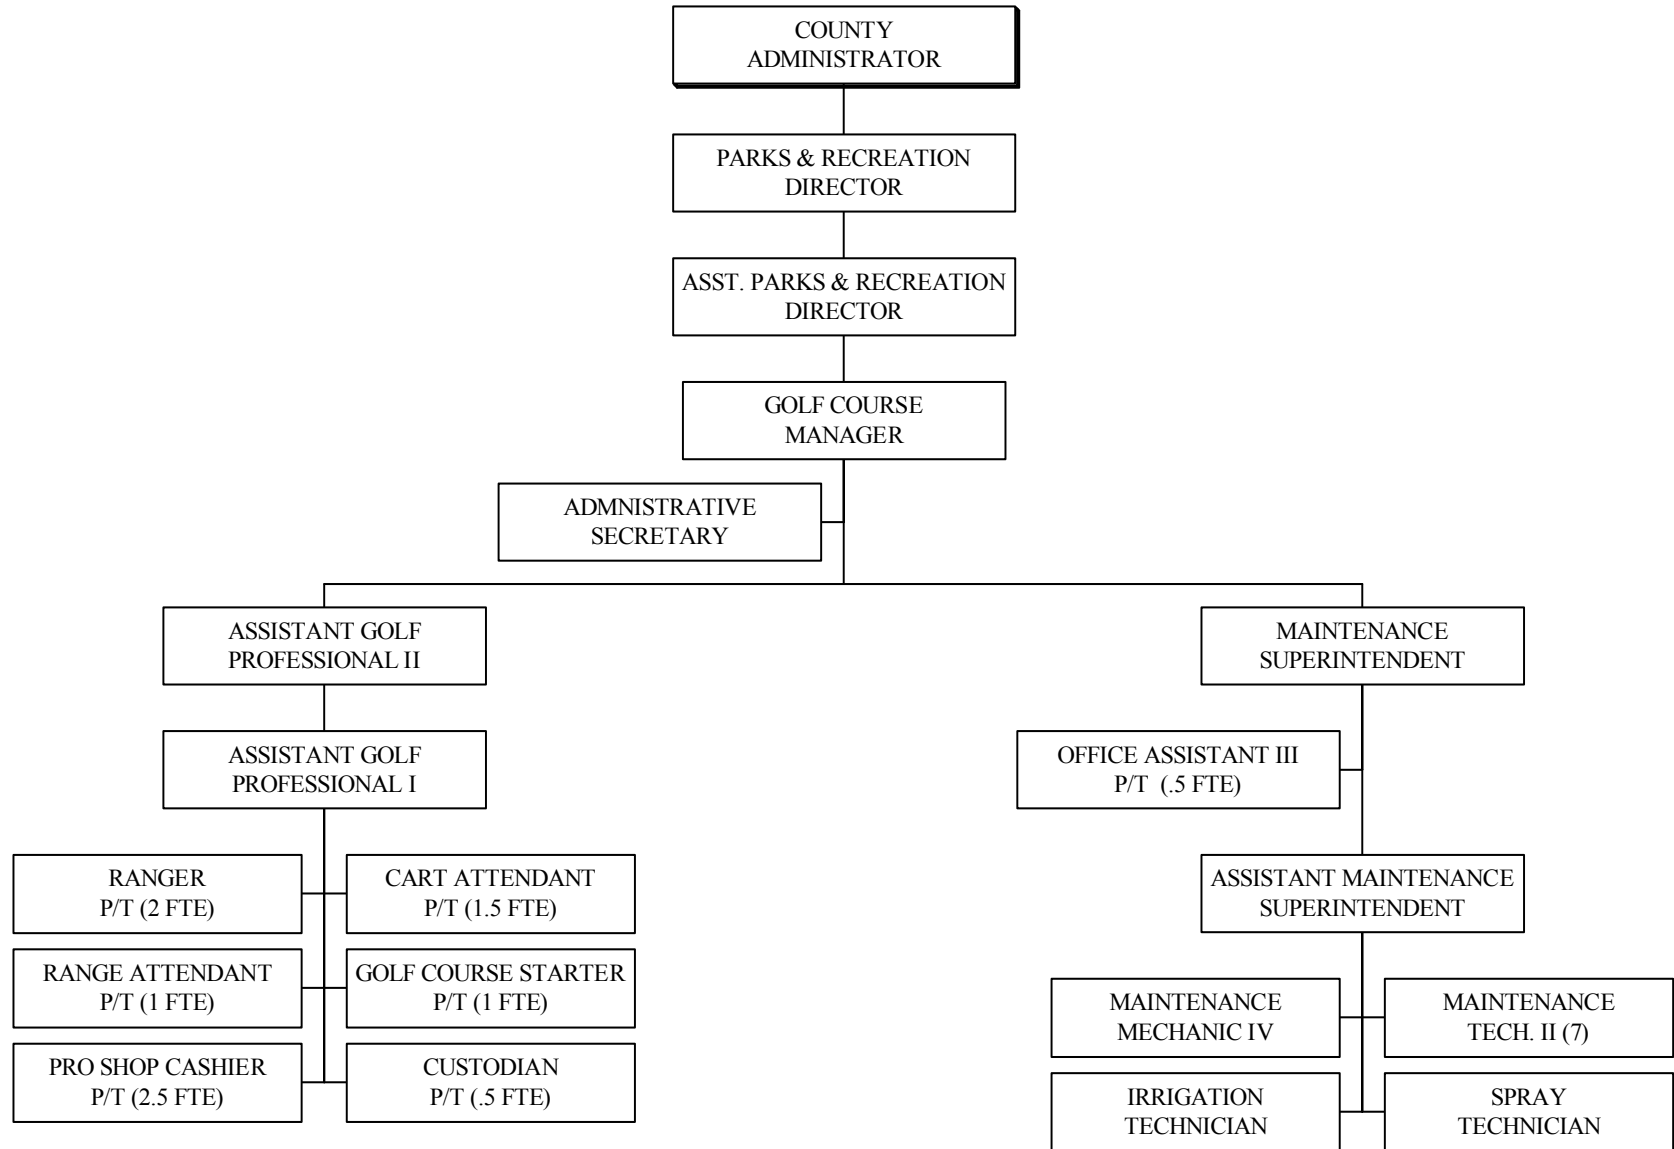 COUNTY
ADMINISTRATOR
PARKS & RECREATION
DIRECTOR
ASST. PARKS & RECREATION
DIRECTOR
GOLF COURSE
MANAGER
ADMNISTRATIVE
SECRETARY
ASSISTANT GOLF
PROFESSIONAL II
MAINTENANCE
SUPERINTENDENT
ASSISTANT GOLF
PROFESSIONAL I
OFFICE ASSISTANT III
P/T (.5 FTE)
RANGER
P/T (2 FTE)
CART ATTENDANT
P/T (1.5 FTE)
ASSISTANT MAINTENANCE
SUPERINTENDENT
RANGE ATTENDANT
P/T (1 FTE)
GOLF COURSE STARTER
P/T (1 FTE)
MAINTENANCE
MECHANIC IV
MAINTENANCE
TECH. II (7)
PRO SHOP CASHIER
P/T (2.5 FTE)
CUSTODIAN
P/T (.5 FTE)
IRRIGATION
TECHNICIAN
SPRAY
TECHNICIAN